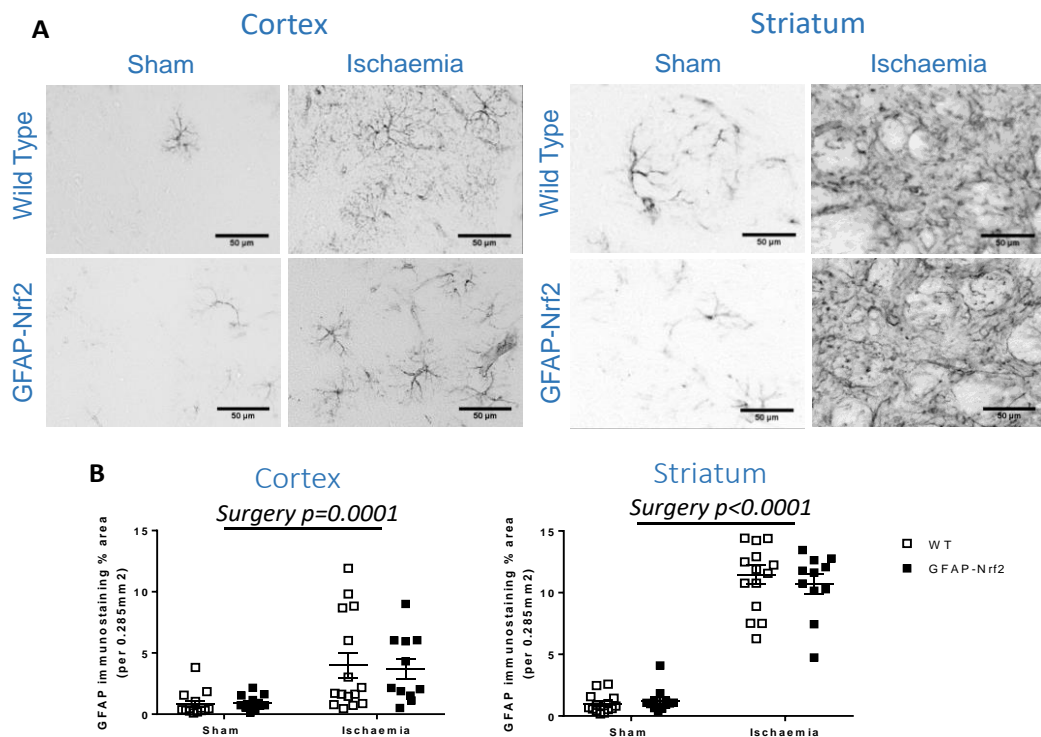 A
Cortex
Striatum
Sham
Ischaemia
Sham
Ischaemia
Wild Type
50 µm
50 µm
Wild Type
50 µm
50 µm
GFAP-Nrf2
50 µm
50 µm
GFAP-Nrf2
50 µm
50 µm
B
Cortex
Surgery p=0.0001
GFAP immunostaining % area
(per 0.285mm2)
15
10
5
0
Sham
Ischaemia
Striatum
Surgery p<0.0001
GFAP immunostaining % area
(per 0.285mm2)
15
10
5
0
Sham
Ischaemia
WT
GFAP-Nrf2